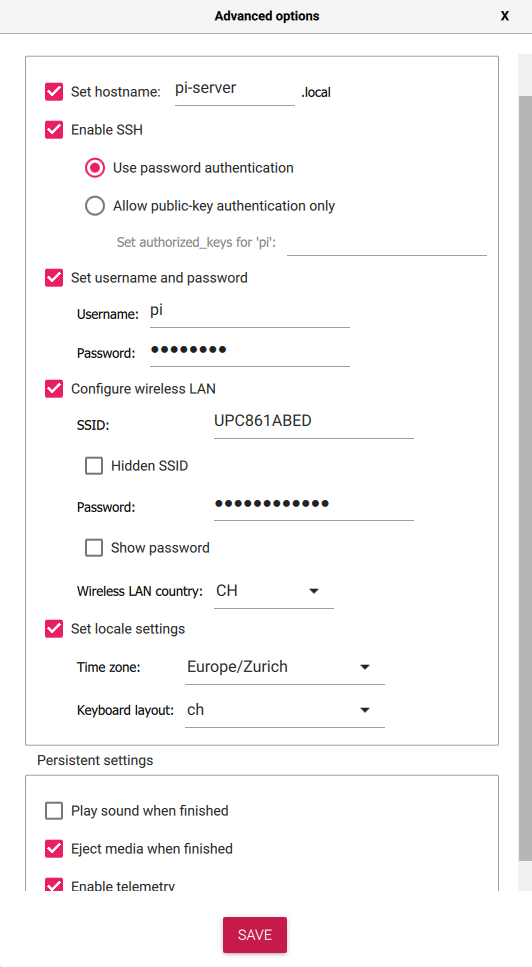 Advanced options X
Set hostname: pi-server .local
Enable SSH
Use password authentication
Allow public-key authentication only
Set authorized_keys for 'pi':
Set username and password
Username: pi
Password: ●●●●●●●●
Configure wireless LAN
SSID: UPC861ABED
Hidden SSID
Password: ●●●●●●●●●●●●
Show password
Wireless LAN country: CH
Set locale settings
Time zone: Europe/Zurich
Keyboard layout: ch
Persistent settings
Play sound when finished
Eject media when finished
Enable telemetry
SAVE